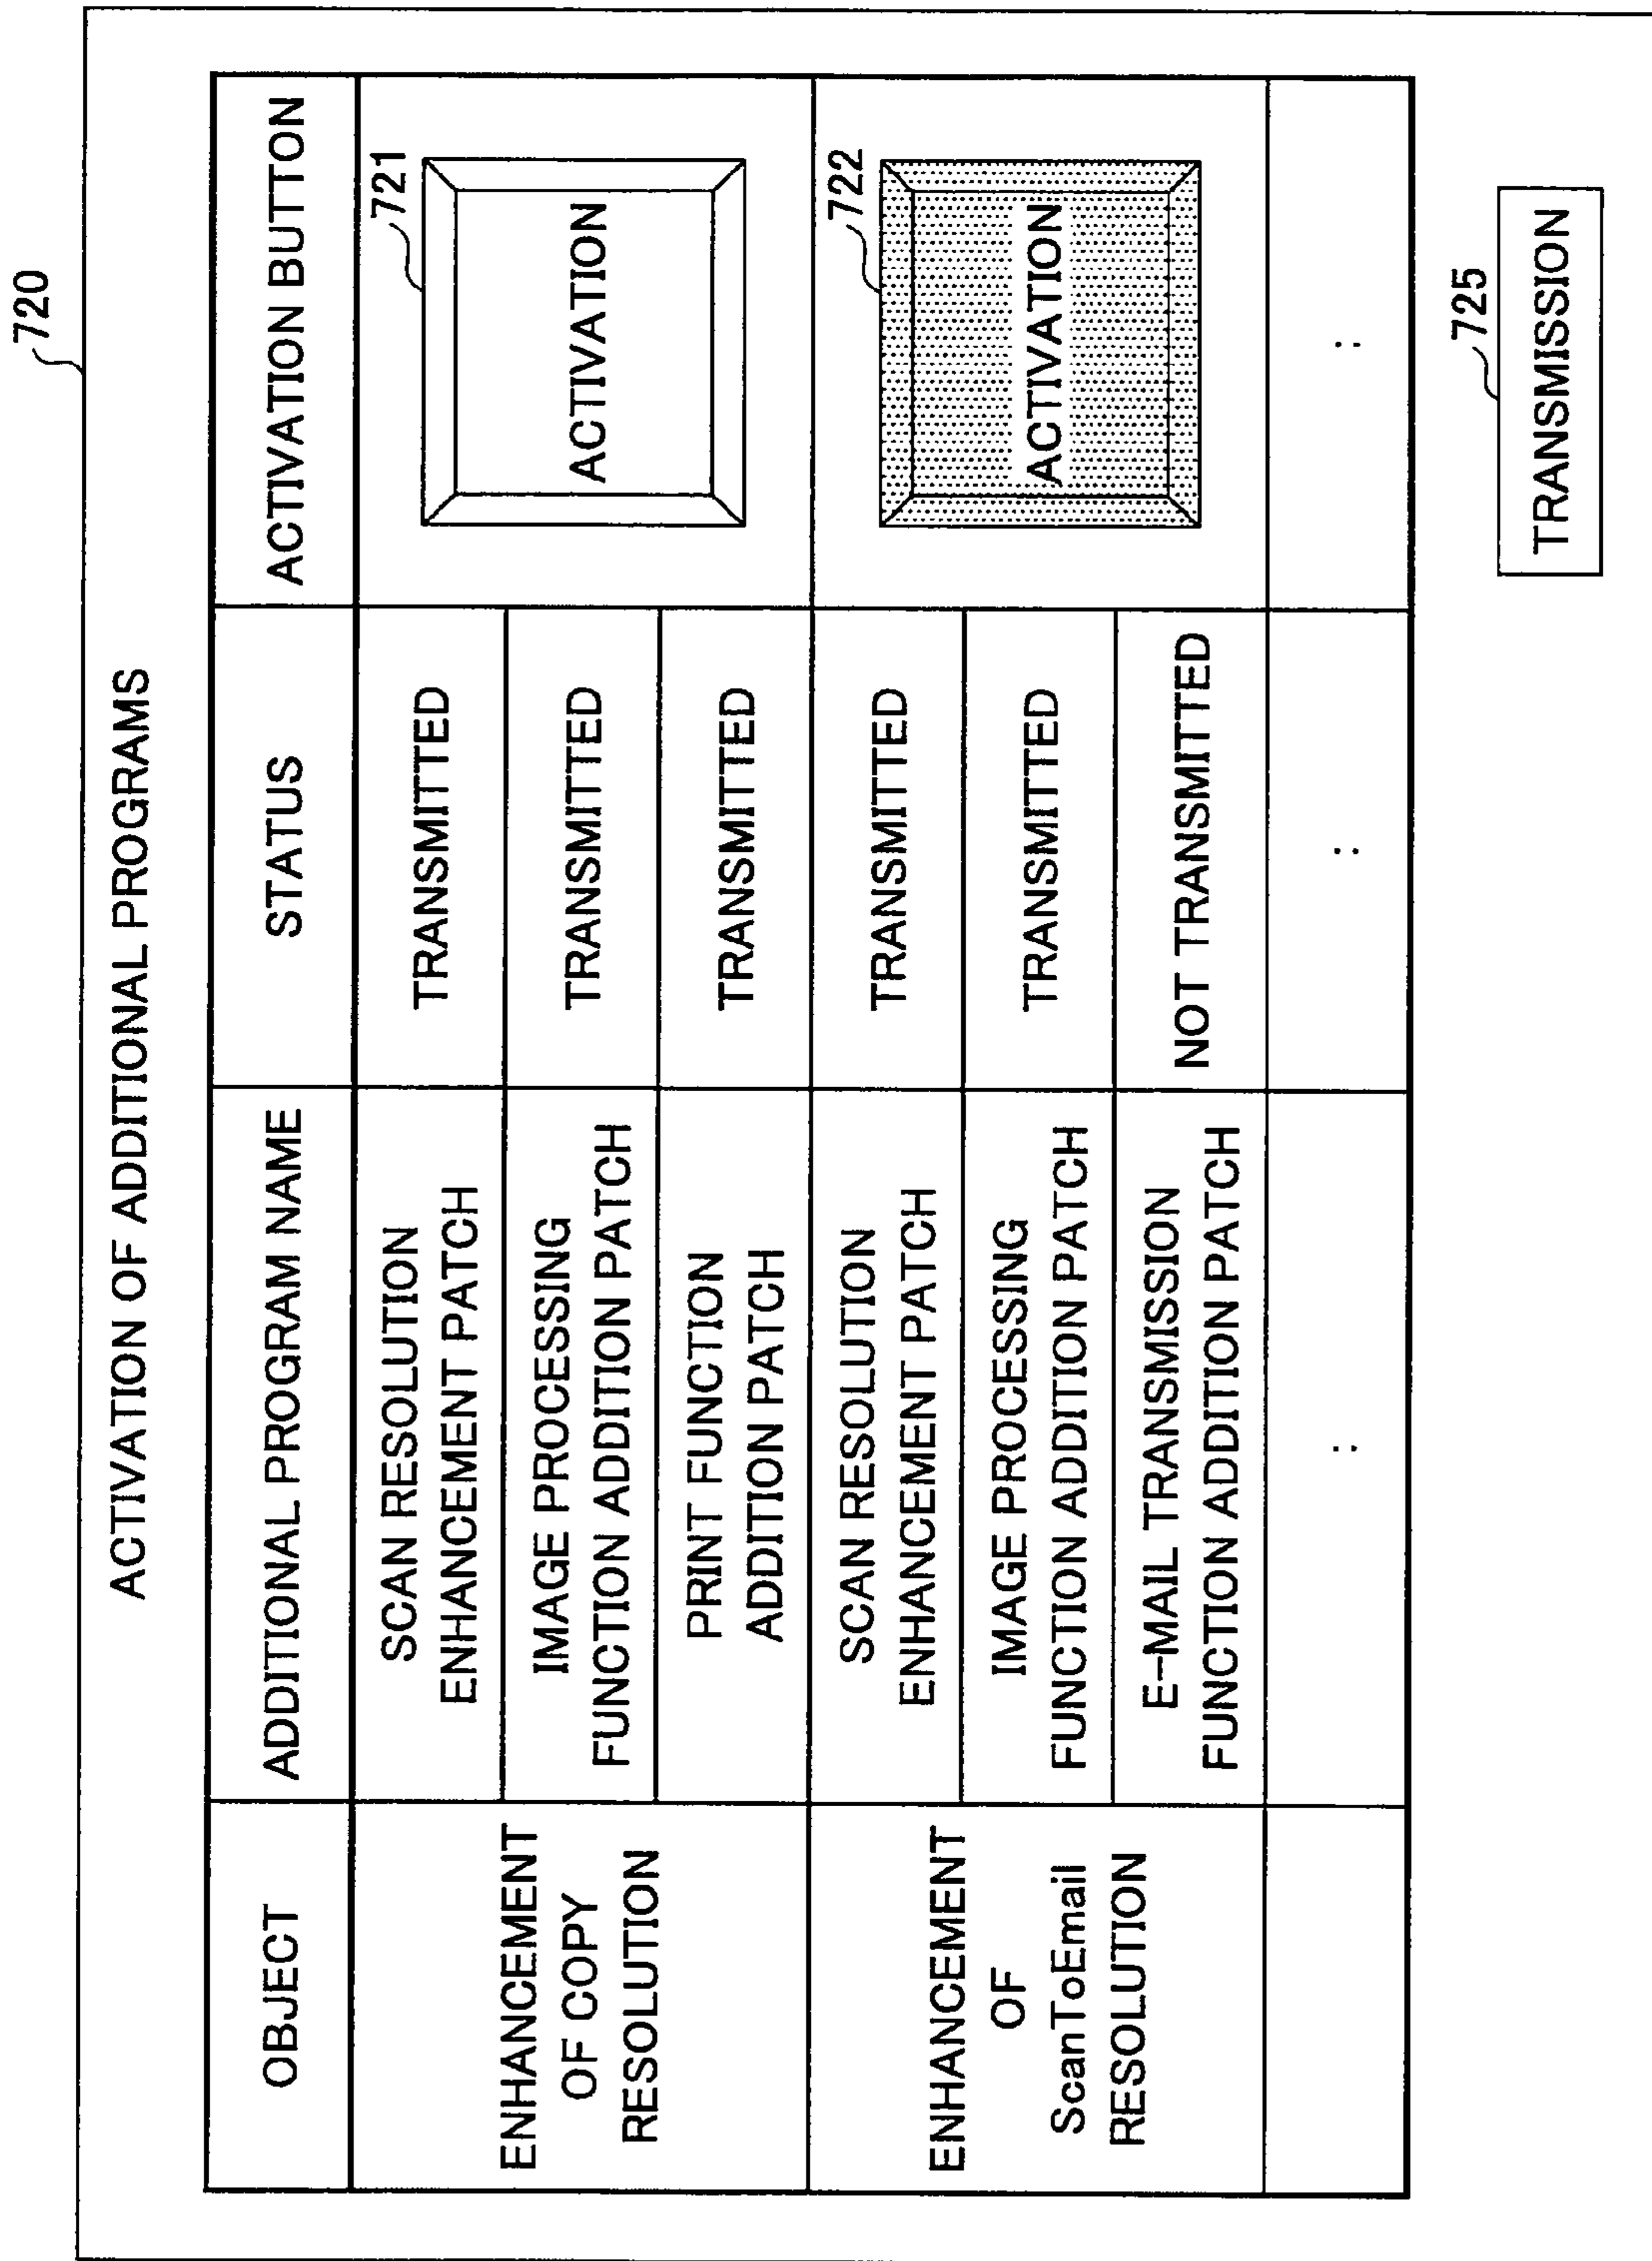 720
ACTIVATION OF ADDITIONAL PROGRAMS
OBJECT
ADDITIONAL PROGRAM NAME
STATUS
ACTIVATION BUTTON
ENHANCEMENT
OF COPY
RESOLUTION
SCAN RESOLUTION
ENHANCEMENT PATCH
TRANSMITTED
IMAGE PROCESSING
FUNCTION ADDITION PATCH
TRANSMITTED
PRINT FUNCTION
ADDITION PATCH
TRANSMITTED
721
ACTIVATION
ENHANCEMENT
OF
ScanToEmail
RESOLUTION
SCAN RESOLUTION
ENHANCEMENT PATCH
TRANSMITTED
IMAGE PROCESSING
FUNCTION ADDITION PATCH
TRANSMITTED
E-MAIL TRANSMISSION
FUNCTION ADDITION PATCH
NOT TRANSMITTED
722
ACTIVATION
:
:
:
725
TRANSMISSION